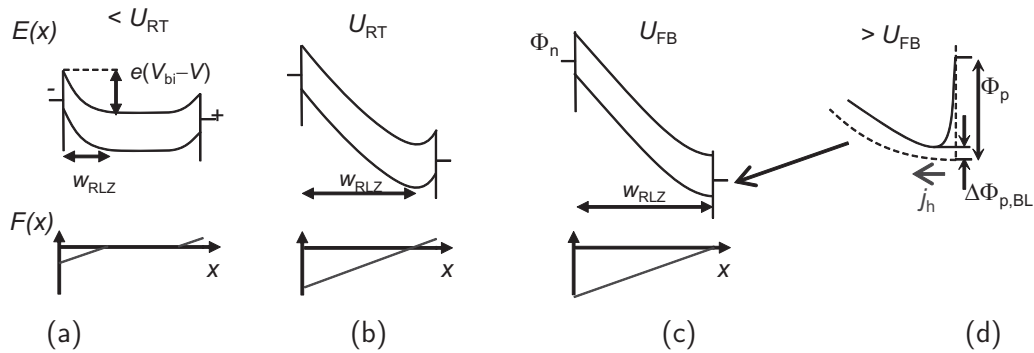 E(x)
< U_RT
e(V_bi–V)
-
+
w_RLZ
F(x)
x
(a)
U_RT
w_RLZ
x
(b)
U_FB
Φ_n
w_RLZ
x
(c)
> U_FB
Φ_p
j_h
ΔΦ_p,BL
(d)